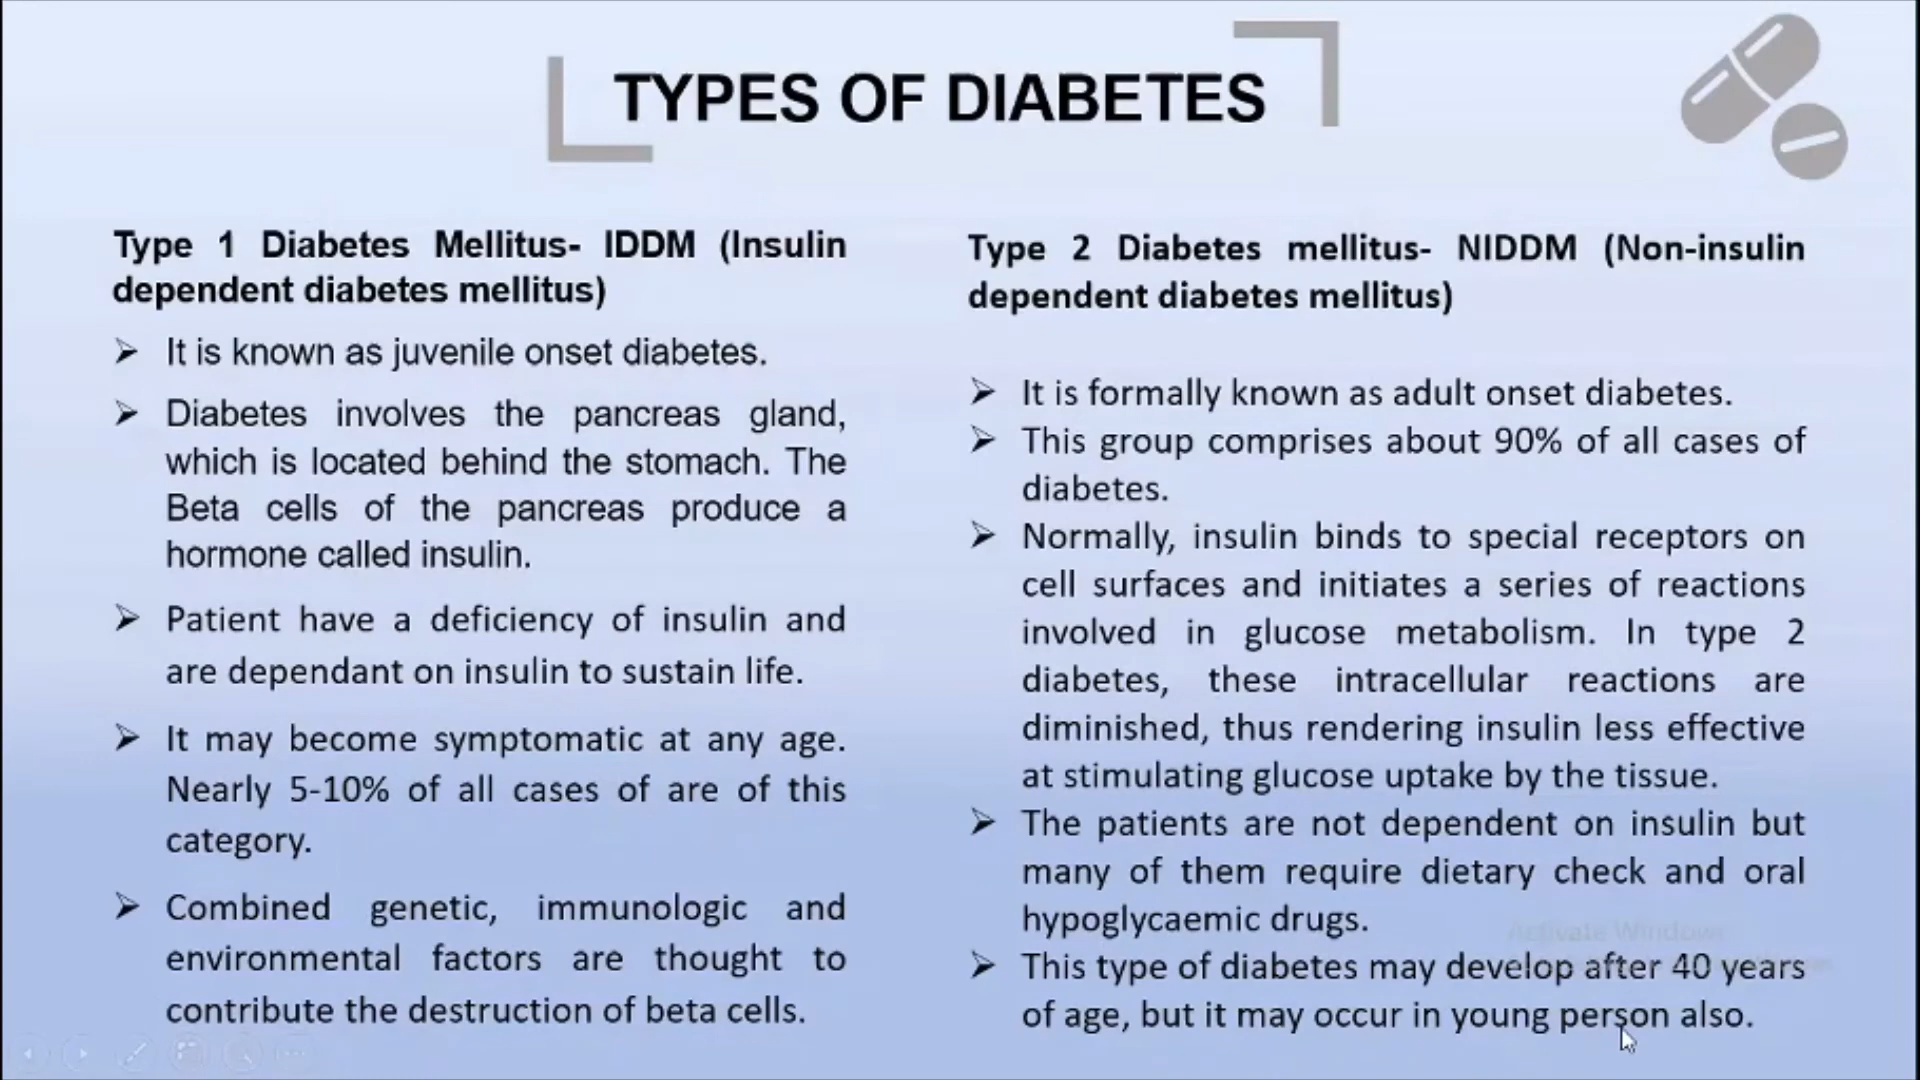 TYPES OF DIABETES
Type 1 Diabetes Mellitus- IDDM (Insulin
dependent diabetes mellitus)
➢ It is known as juvenile onset diabetes.
➢ Diabetes involves the pancreas gland,
which is located behind the stomach. The
Beta cells of the pancreas produce a
hormone called insulin.
➢ Patient have a deficiency of insulin and
are dependant on insulin to sustain life.
➢ It may become symptomatic at any age.
Nearly 5-10% of all cases of are of this
category.
➢ Combined genetic, immunologic and
environmental factors are thought to
contribute the destruction of beta cells.
Type 2 Diabetes mellitus- NIDDM (Non-insulin
dependent diabetes mellitus)
➢ It is formally known as adult onset diabetes.
➢ This group comprises about 90% of all cases of
diabetes.
➢ Normally, insulin binds to special receptors on
cell surfaces and initiates a series of reactions
involved in glucose metabolism. In type 2
diabetes, these intracellular reactions are
diminished, thus rendering insulin less effective
at stimulating glucose uptake by the tissue.
➢ The patients are not dependent on insulin but
many of them require dietary check and oral
hypoglycaemic drugs.
Activate Windows
➢ This type of diabetes may develop after 40 years
of age, but it may occur in young person also.